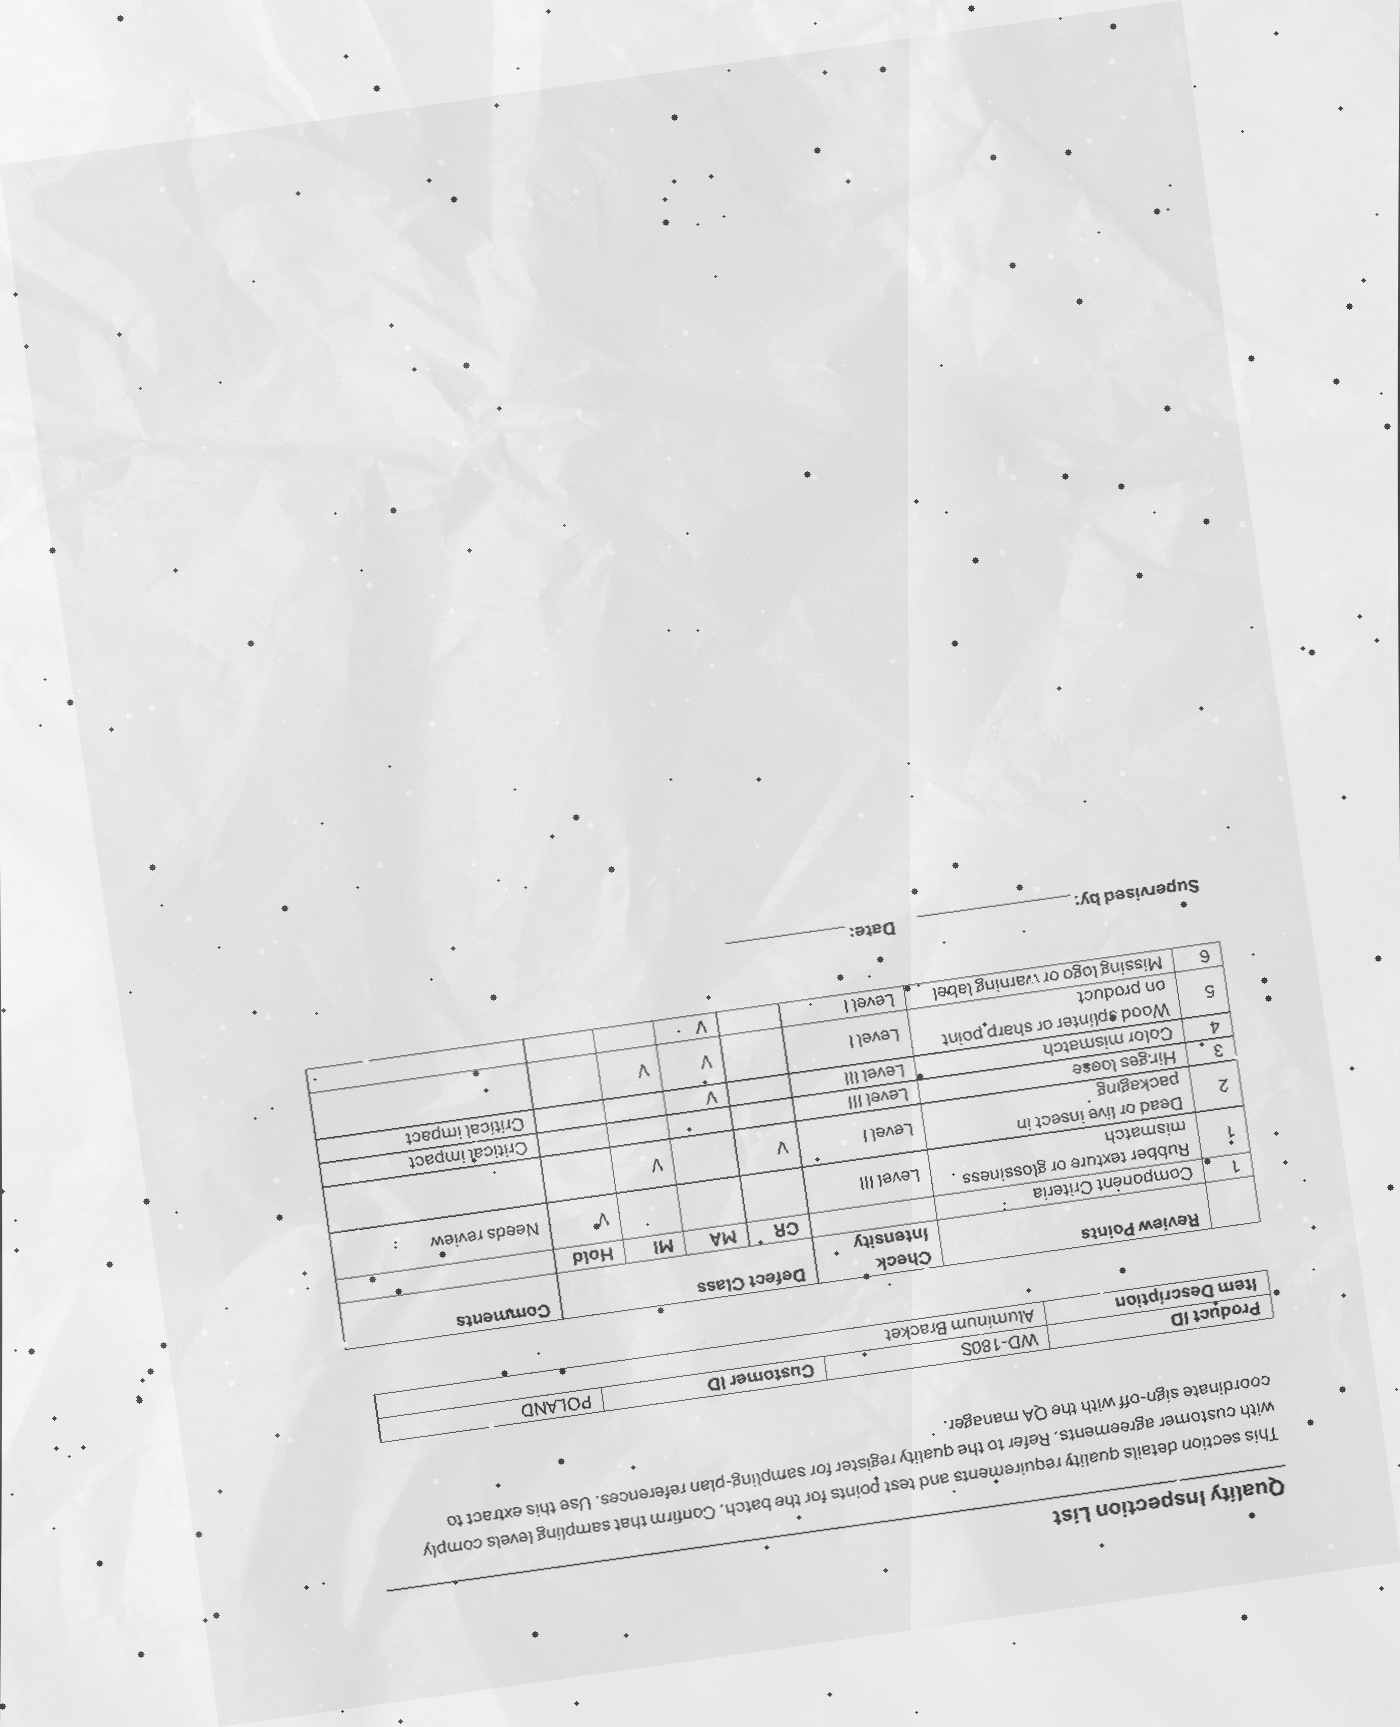 Quality Inspection List
This section details quality requirements and test points for the batch. Confirm that sampling levels comply
with customer agreements. Refer to the quality register for sampling-plan references. Use this extract to
coordinate sign-off with the QA manager.
Product ID WD-180S Customer ID POLAND
Item Description Aluminum Bracket
Review Points Check Intensity Defect Class Comments
1 Component Criteria CR MA MI Hold
1 Rubber texture or glossiness
mismatch Level III V Needs review
2 Dead or live insect in
packaging Level I V V
3 Hinges loose Level III Critical impact
4 Color mismatch Level III V Critical impact
5 Wood splinter or sharp point
on product Level I V V
6 Missing logo or warning label Level I V
Supervised by: Date: